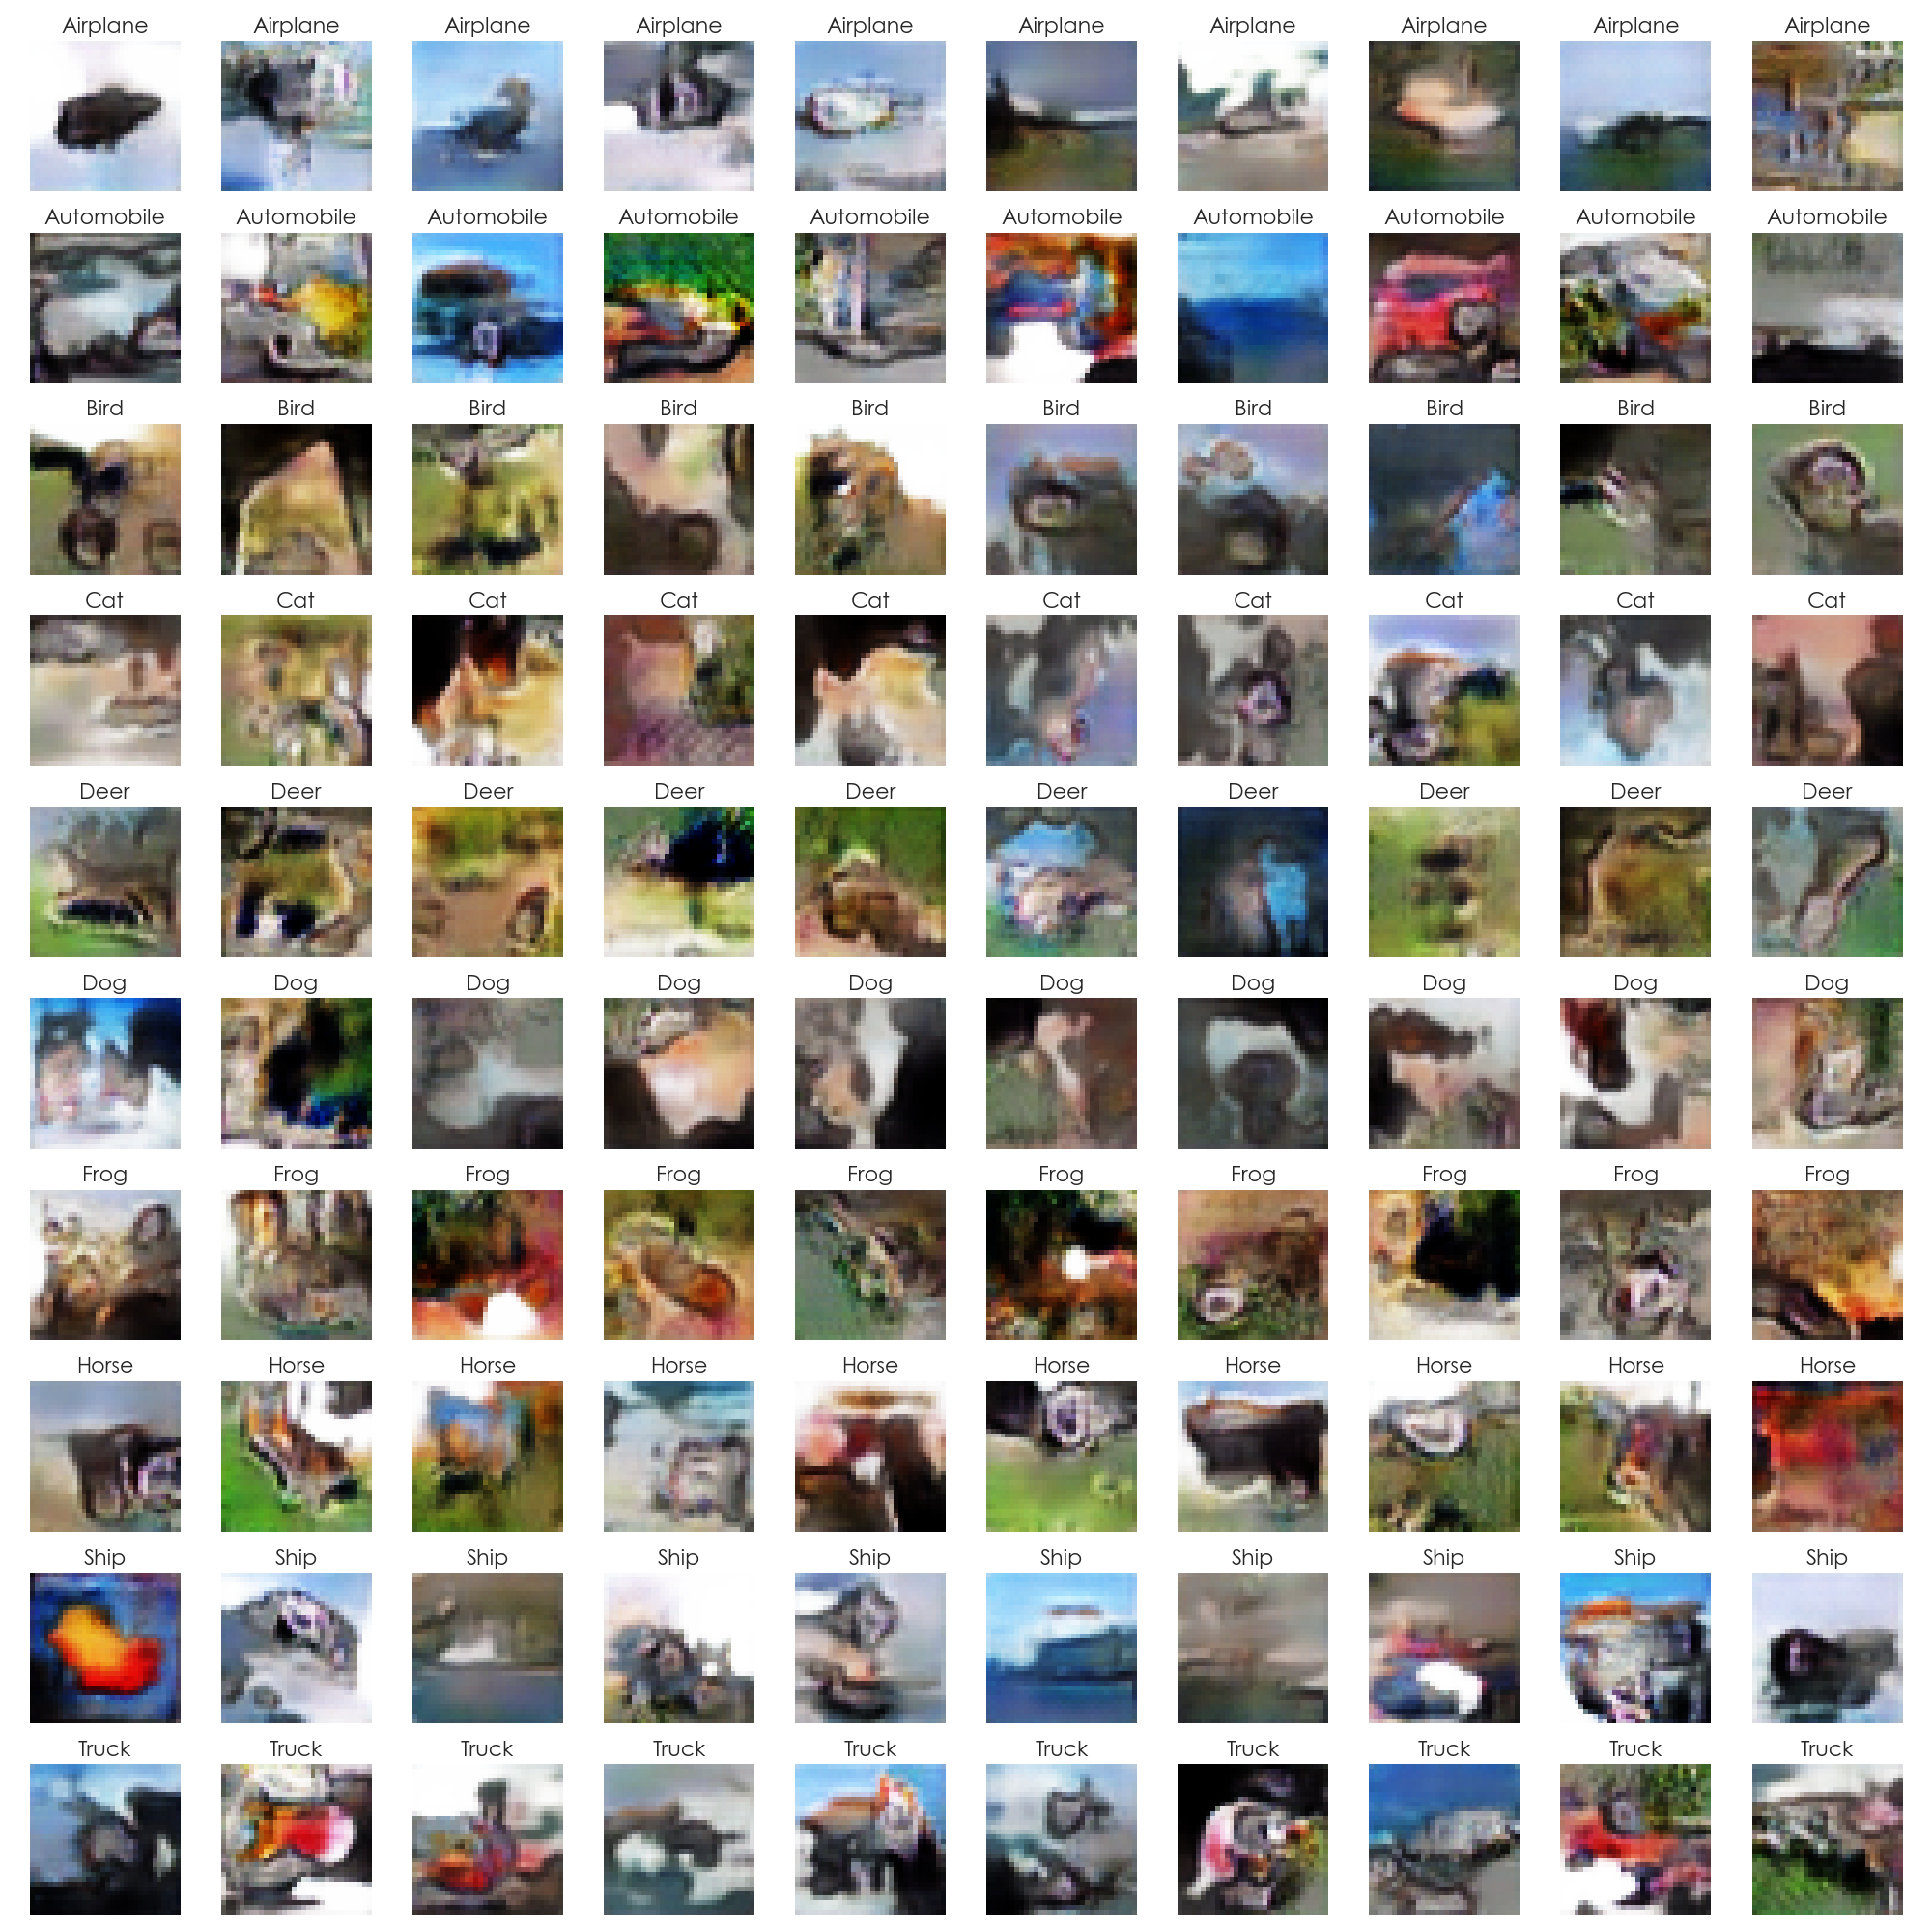 Airplane Airplane Airplane Airplane Airplane Airplane Airplane Airplane Airplane Airplane
Automobile Automobile Automobile Automobile Automobile Automobile Automobile Automobile Automobile Automobile
Bird Bird Bird Bird Bird Bird Bird Bird Bird Bird
Cat Cat Cat Cat Cat Cat Cat Cat Cat Cat
Deer Deer Deer Deer Deer Deer Deer Deer Deer Deer
Dog Dog Dog Dog Dog Dog Dog Dog Dog Dog
Frog Frog Frog Frog Frog Frog Frog Frog Frog Frog
Horse Horse Horse Horse Horse Horse Horse Horse Horse Horse
Ship Ship Ship Ship Ship Ship Ship Ship Ship Ship
Truck Truck Truck Truck Truck Truck Truck Truck Truck Truck